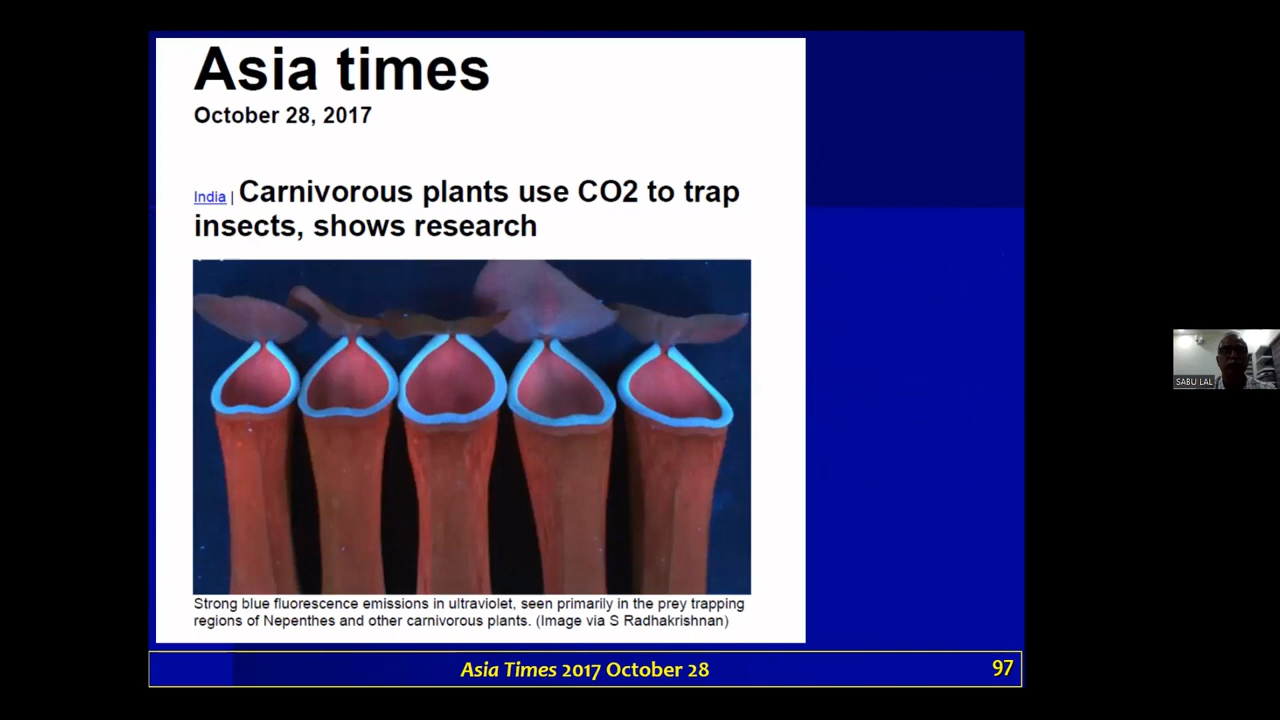 Asia times
October 28, 2017
India | Carnivorous plants use CO2 to trap
insects, shows research
Strong blue fluorescence emissions in ultraviolet, seen primarily in the prey trapping
regions of Nepenthes and other carnivorous plants. (Image via S Radhakrishnan)
Asia Times 2017 October 28
97
SABU LAL